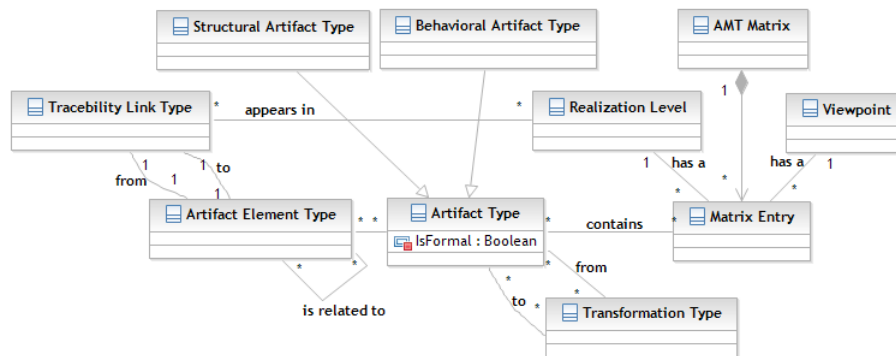 Structural Artifact Type
Behavioral Artifact Type
AMT Matrix
1
Tracebility Link Type
*
appears in
*
Realization Level
Viewpoint
1
1
from
1
1
to
1
1
has a
*
*
has a
1
*
Artifact Element Type
*
*
Artifact Type
IsFormal : Boolean
*
contains
*
Matrix Entry
*
*
is related to
*
*
from
*
*
to
*
Transformation Type